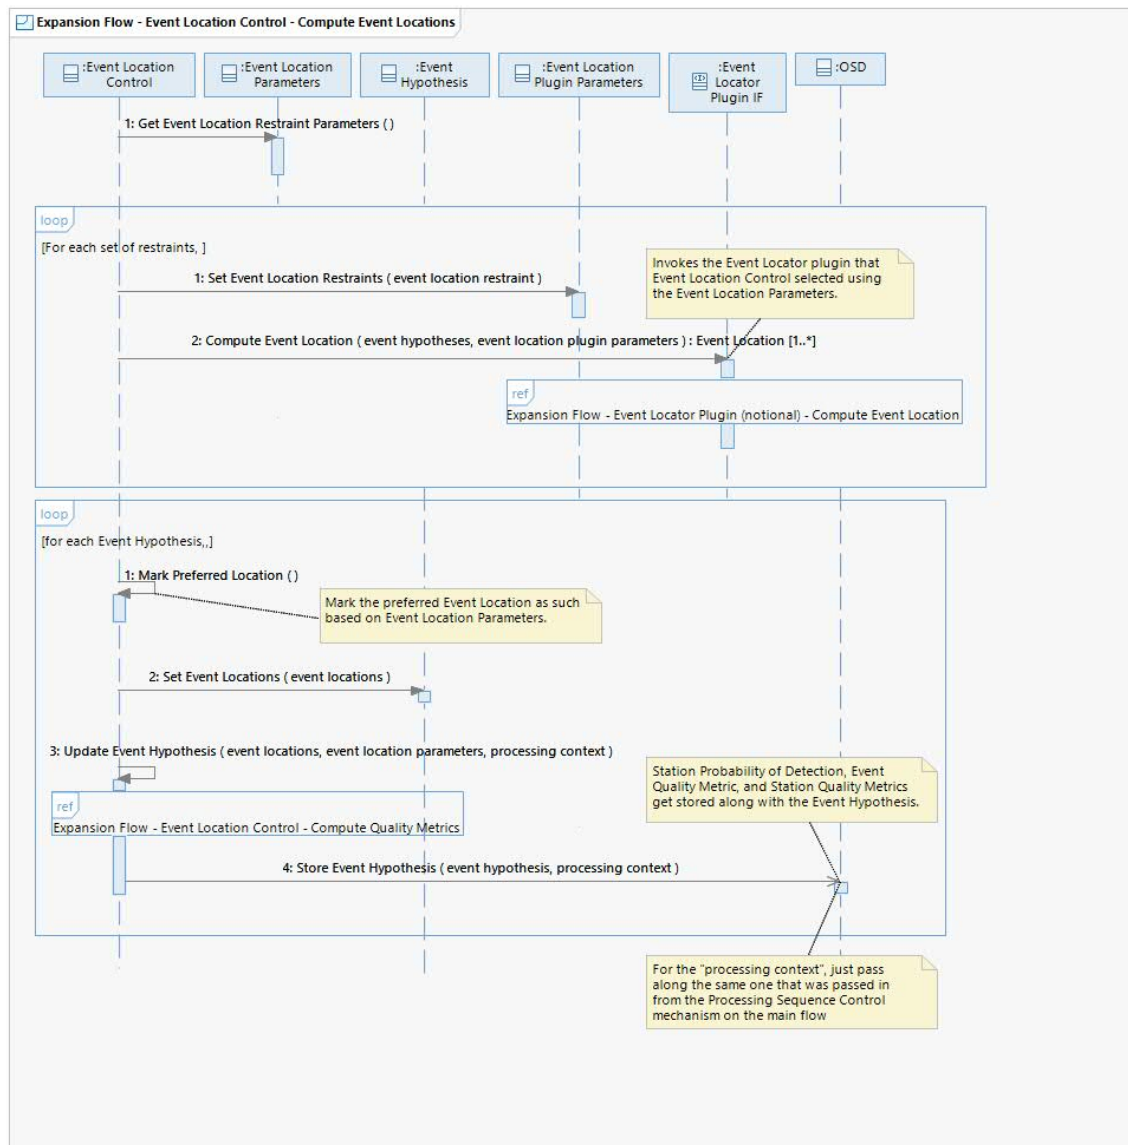 Expansion Flow - Event Location Control - Compute Event Locations
:Event Location
Control
:Event Location
Parameters
:Event
Hypothesis
:Event Location
Plugin Parameters
:Event
Locator
Plugin IF
:OSD
1: Get Event Location Restraint Parameters ( )
loop
[For each set of restraints, ]
Invokes the Event Locator plugin that
Event Location Control selected using
the Event Location Parameters.
1: Set Event Location Restraints ( event location restraint )
2: Compute Event Location ( event hypotheses, event location plugin parameters ) : Event Location [1..*]
ref
Expansion Flow - Event Locator Plugin (notional) - Compute Event Location
loop
[for each Event Hypothesis,,]
1: Mark Preferred Location ( )
Mark the preferred Event Location as such
based on Event Location Parameters.
2: Set Event Locations ( event locations )
3: Update Event Hypothesis ( event locations, event location parameters, processing context )
Station Probability of Detection, Event
Quality Metric, and Station Quality Metrics
get stored along with the Event Hypothesis.
ref
Expansion Flow - Event Location Control - Compute Quality Metrics
4: Store Event Hypothesis ( event hypothesis, processing context )
For the "processing context", just pass
along the same one that was passed in
from the Processing Sequence Control
mechanism on the main flow